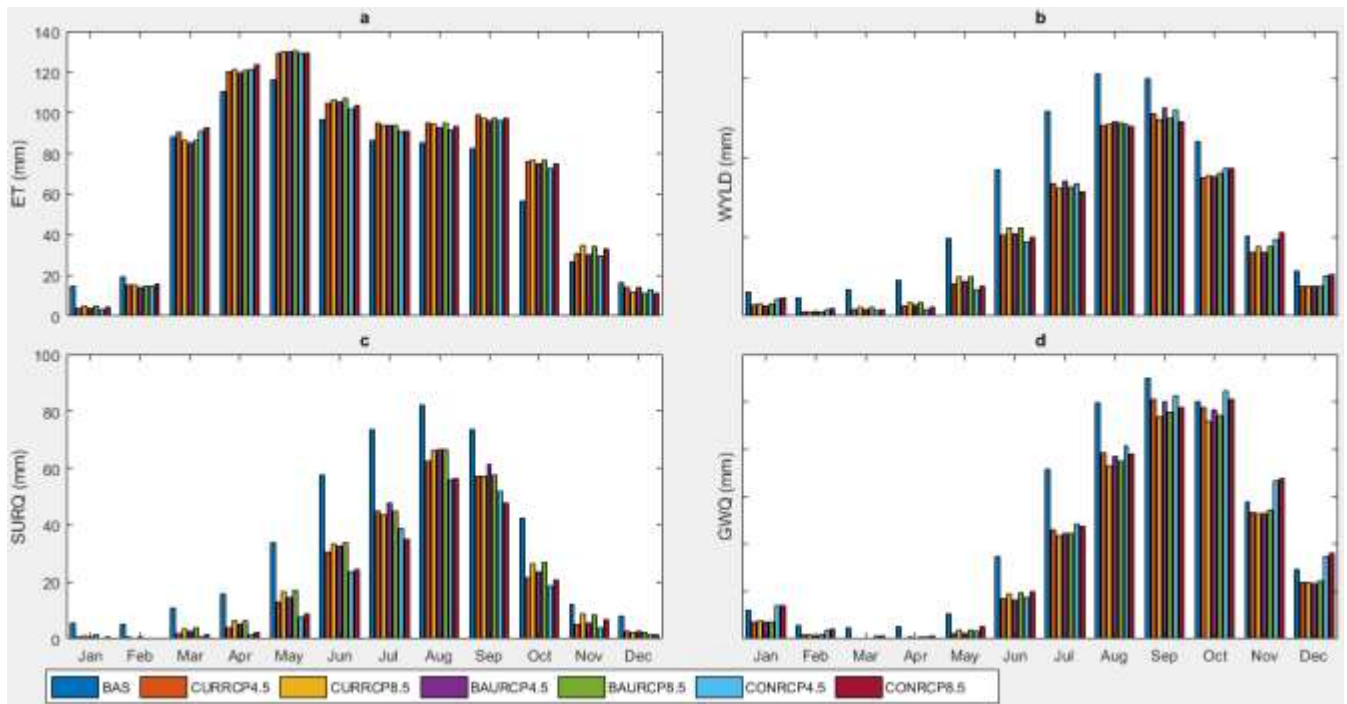 a
b
140
120
100
80
60
40
20
0
ET (mm)
WYLD (mm)
c
d
100
80
60
40
20
0
SURQ (mm)
GWQ (mm)
Jan Feb Mar Apr May Jun Jul Aug Sep Oct Nov Dec
Jan Feb Mar Apr May Jun Jul Aug Sep Oct Nov Dec
BAS CURRCP4.5 CURRCP8.5 BAURCP4.5 BAURCP8.5 CONRCP4.5 CONRCP8.5